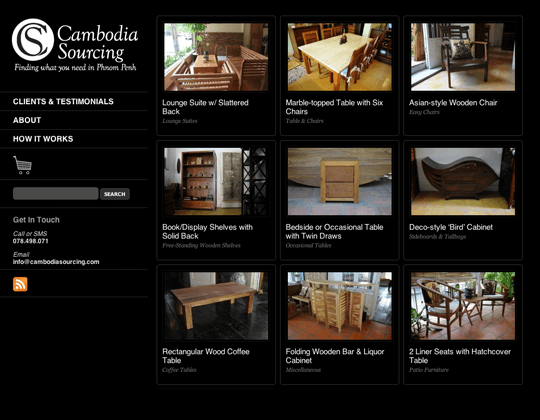 Cambodia
Sourcing
Finding what you need in Phnom Penh
CLIENTS & TESTIMONIALS
ABOUT
HOW IT WORKS
SEARCH
Get In Touch
Call or SMS
078.498.071
Email
info@cambodiasourcing.com
Lounge Suite w/ Slattered
Back
Lounge Suites
Marble-topped Table with Six
Chairs
Table & Chairs
Asian-style Wooden Chair
Easy Chairs
Book/Display Shelves with
Solid Back
Free-Standing Wooden Shelves
Bedside or Occasional Table
with Twin Draws
Occasional Tables
Deco-style 'Bird' Cabinet
Sideboards & Tallboys
Rectangular Wood Coffee
Table
Coffee Tables
Folding Wooden Bar & Liquor
Cabinet
Miscellaneous
2 Liner Seats with Hatchcover
Table
Patio Furniture